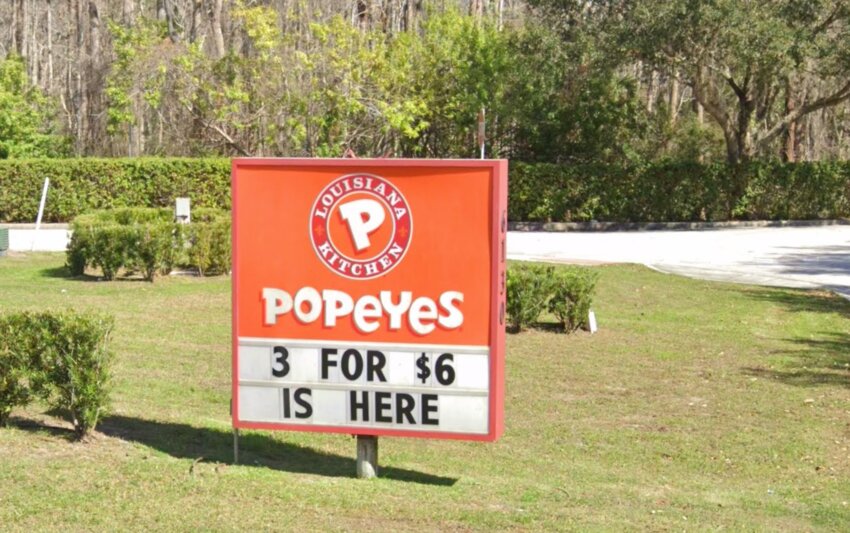 LOUISIANA
P
KITCHEN
POPEYES
3 FOR $6
IS HERE